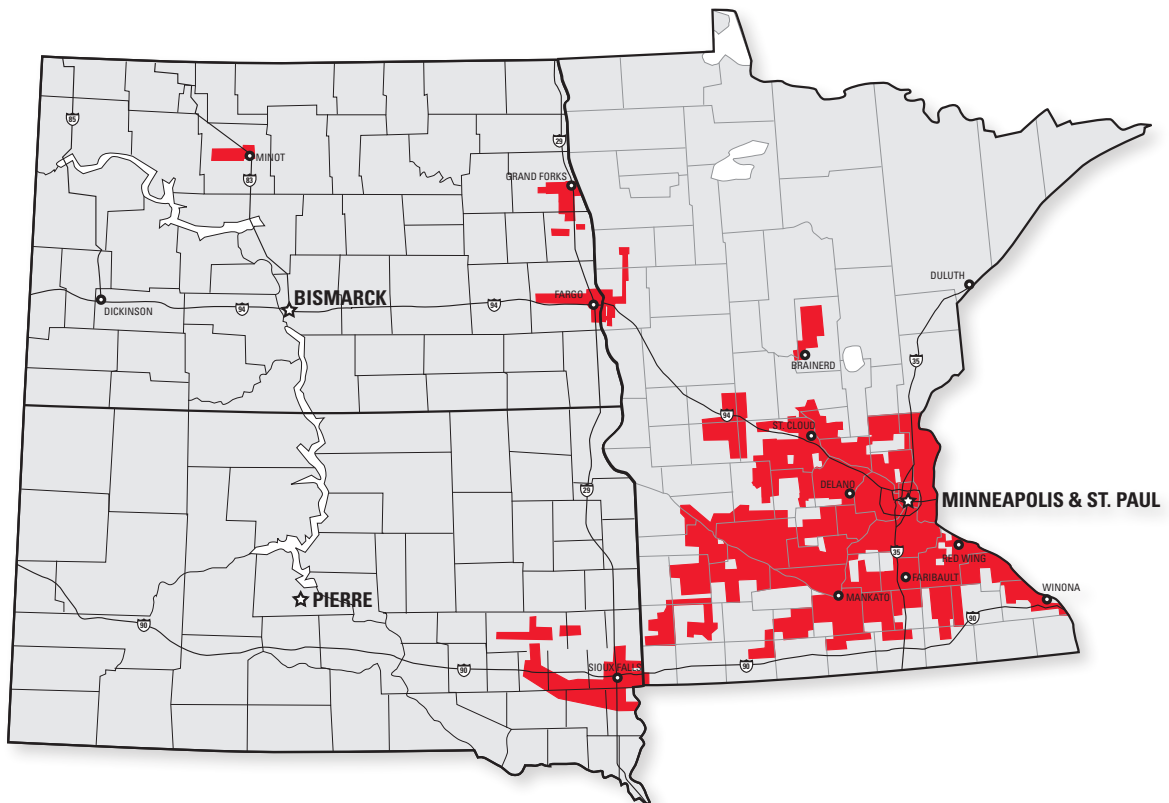 85
29
MINOT
GRAND FORKS
83
DULUTH
BISMARCK
FARGO
DICKINSON
94
94
35
BRAINERD
94
ST. CLOUD
29
DELANO
MINNEAPOLIS & ST. PAUL
35
RED WING
FARIBAULT
PIERRE
MANKATO
WINONA
90
90
90
SIOUX FALLS
90